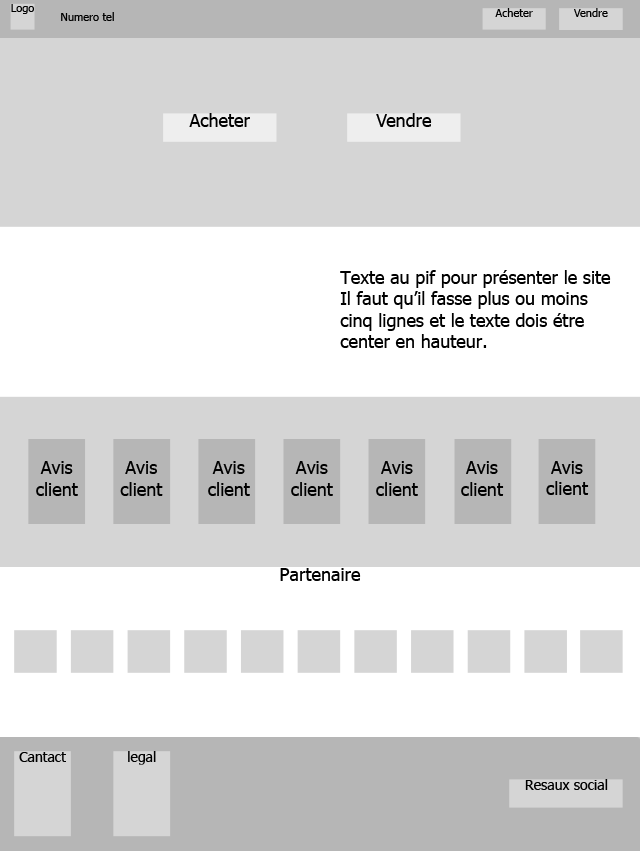 Logo
Numero tel
Acheter
Vendre
Acheter
Vendre
Texte au pif pour présenter le site
Il faut qu’il fasse plus ou moins
cinq lignes et le texte dois étre
center en hauteur.
Avis
client
Avis
client
Avis
client
Avis
client
Avis
client
Avis
client
Avis
client
Partenaire
Cantact
legal
Resaux social